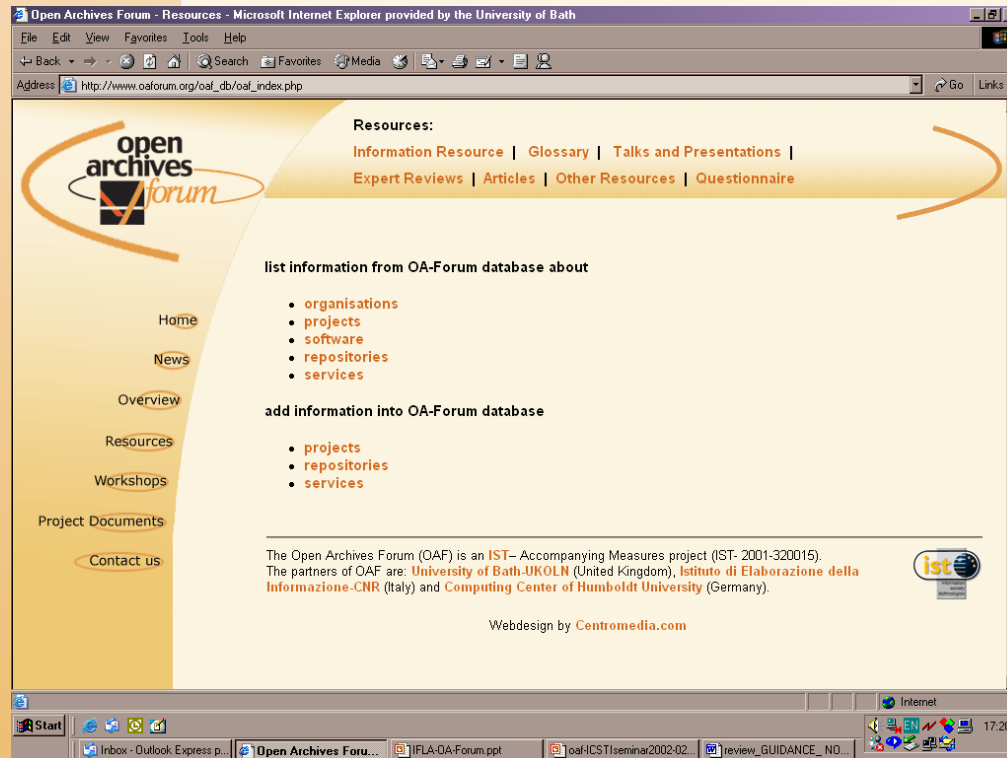 Open Archives Forum - Resources - Microsoft Internet Explorer provided by the University of Bath
File Edit View Favorites Tools Help
Back Search Favorites Media
Address http://www.oaforum.org/oaf_db/oaf_index.php Go Links
open
archives
forum
Resources:
Information Resource | Glossary | Talks and Presentations |
Expert Reviews | Articles | Other Resources | Questionnaire
list information from OA-Forum database about
organisations
projects
software
repositories
services
add information into OA-Forum database
projects
repositories
services
Home
News
Overview
Resources
Workshops
Project Documents
Contact us
The Open Archives Forum (OAF) is an IST– Accompanying Measures project (IST- 2001-320015).
The partners of OAF are: University of Bath-UKOLN (United Kingdom), Istituto di Elaborazione della
Informazione-CNR (Italy) and Computing Center of Humboldt University (Germany).
ist
information
society
technologies
Webdesign by Centromedia.com
Internet
Start EN 17:20
Inbox - Outlook Express p... Open Archives Foru... IFLA-OA-Forum.ppt oaf-ICSTIseminar2002-02... review_GUIDANCE_ NO...